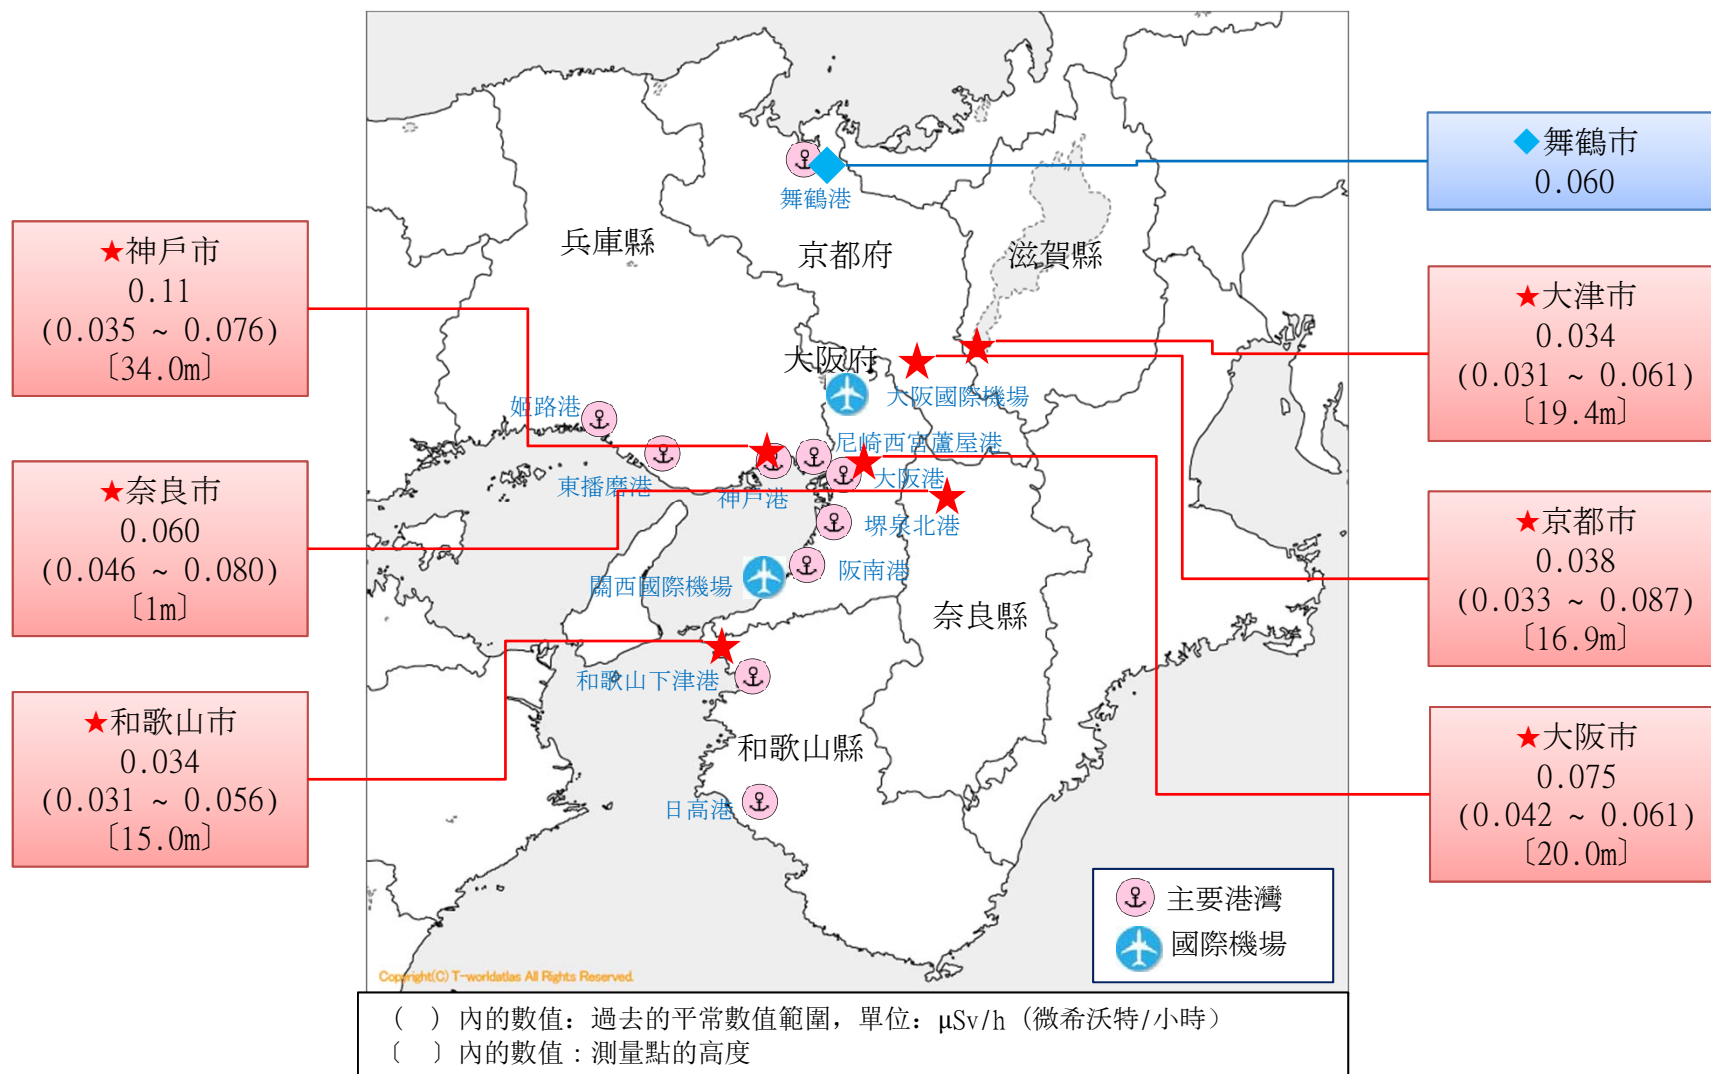 ◆舞鶴市
0.060
★神戶市
0.11
(0.035 ~ 0.076)
〔34.0m〕
★奈良市
0.060
(0.046 ~ 0.080)
〔1m〕
★和歌山市
0.034
(0.031 ~ 0.056)
〔15.0m〕
舞鶴港
兵庫縣
京都府
滋賀縣
大阪府
大阪國際機場
姬路港
尼崎西宮蘆屋港
東播磨港
神戶港
大阪港
堺泉北港
阪南港
關西國際機場
奈良縣
和歌山下津港
和歌山縣
日高港
★大津市
0.034
(0.031 ~ 0.061)
〔19.4m〕
★京都市
0.038
(0.033 ~ 0.087)
〔16.9m〕
★大阪市
0.075
(0.042 ~ 0.061)
〔20.0m〕
主要港灣
國際機場
Copyright(C) T-worldatlas All Rights Reserved.
（　）內的數值：過去的平常數值範圍，單位：μSv/h（微希沃特/小時）
〔　〕內的數值：測量點的高度